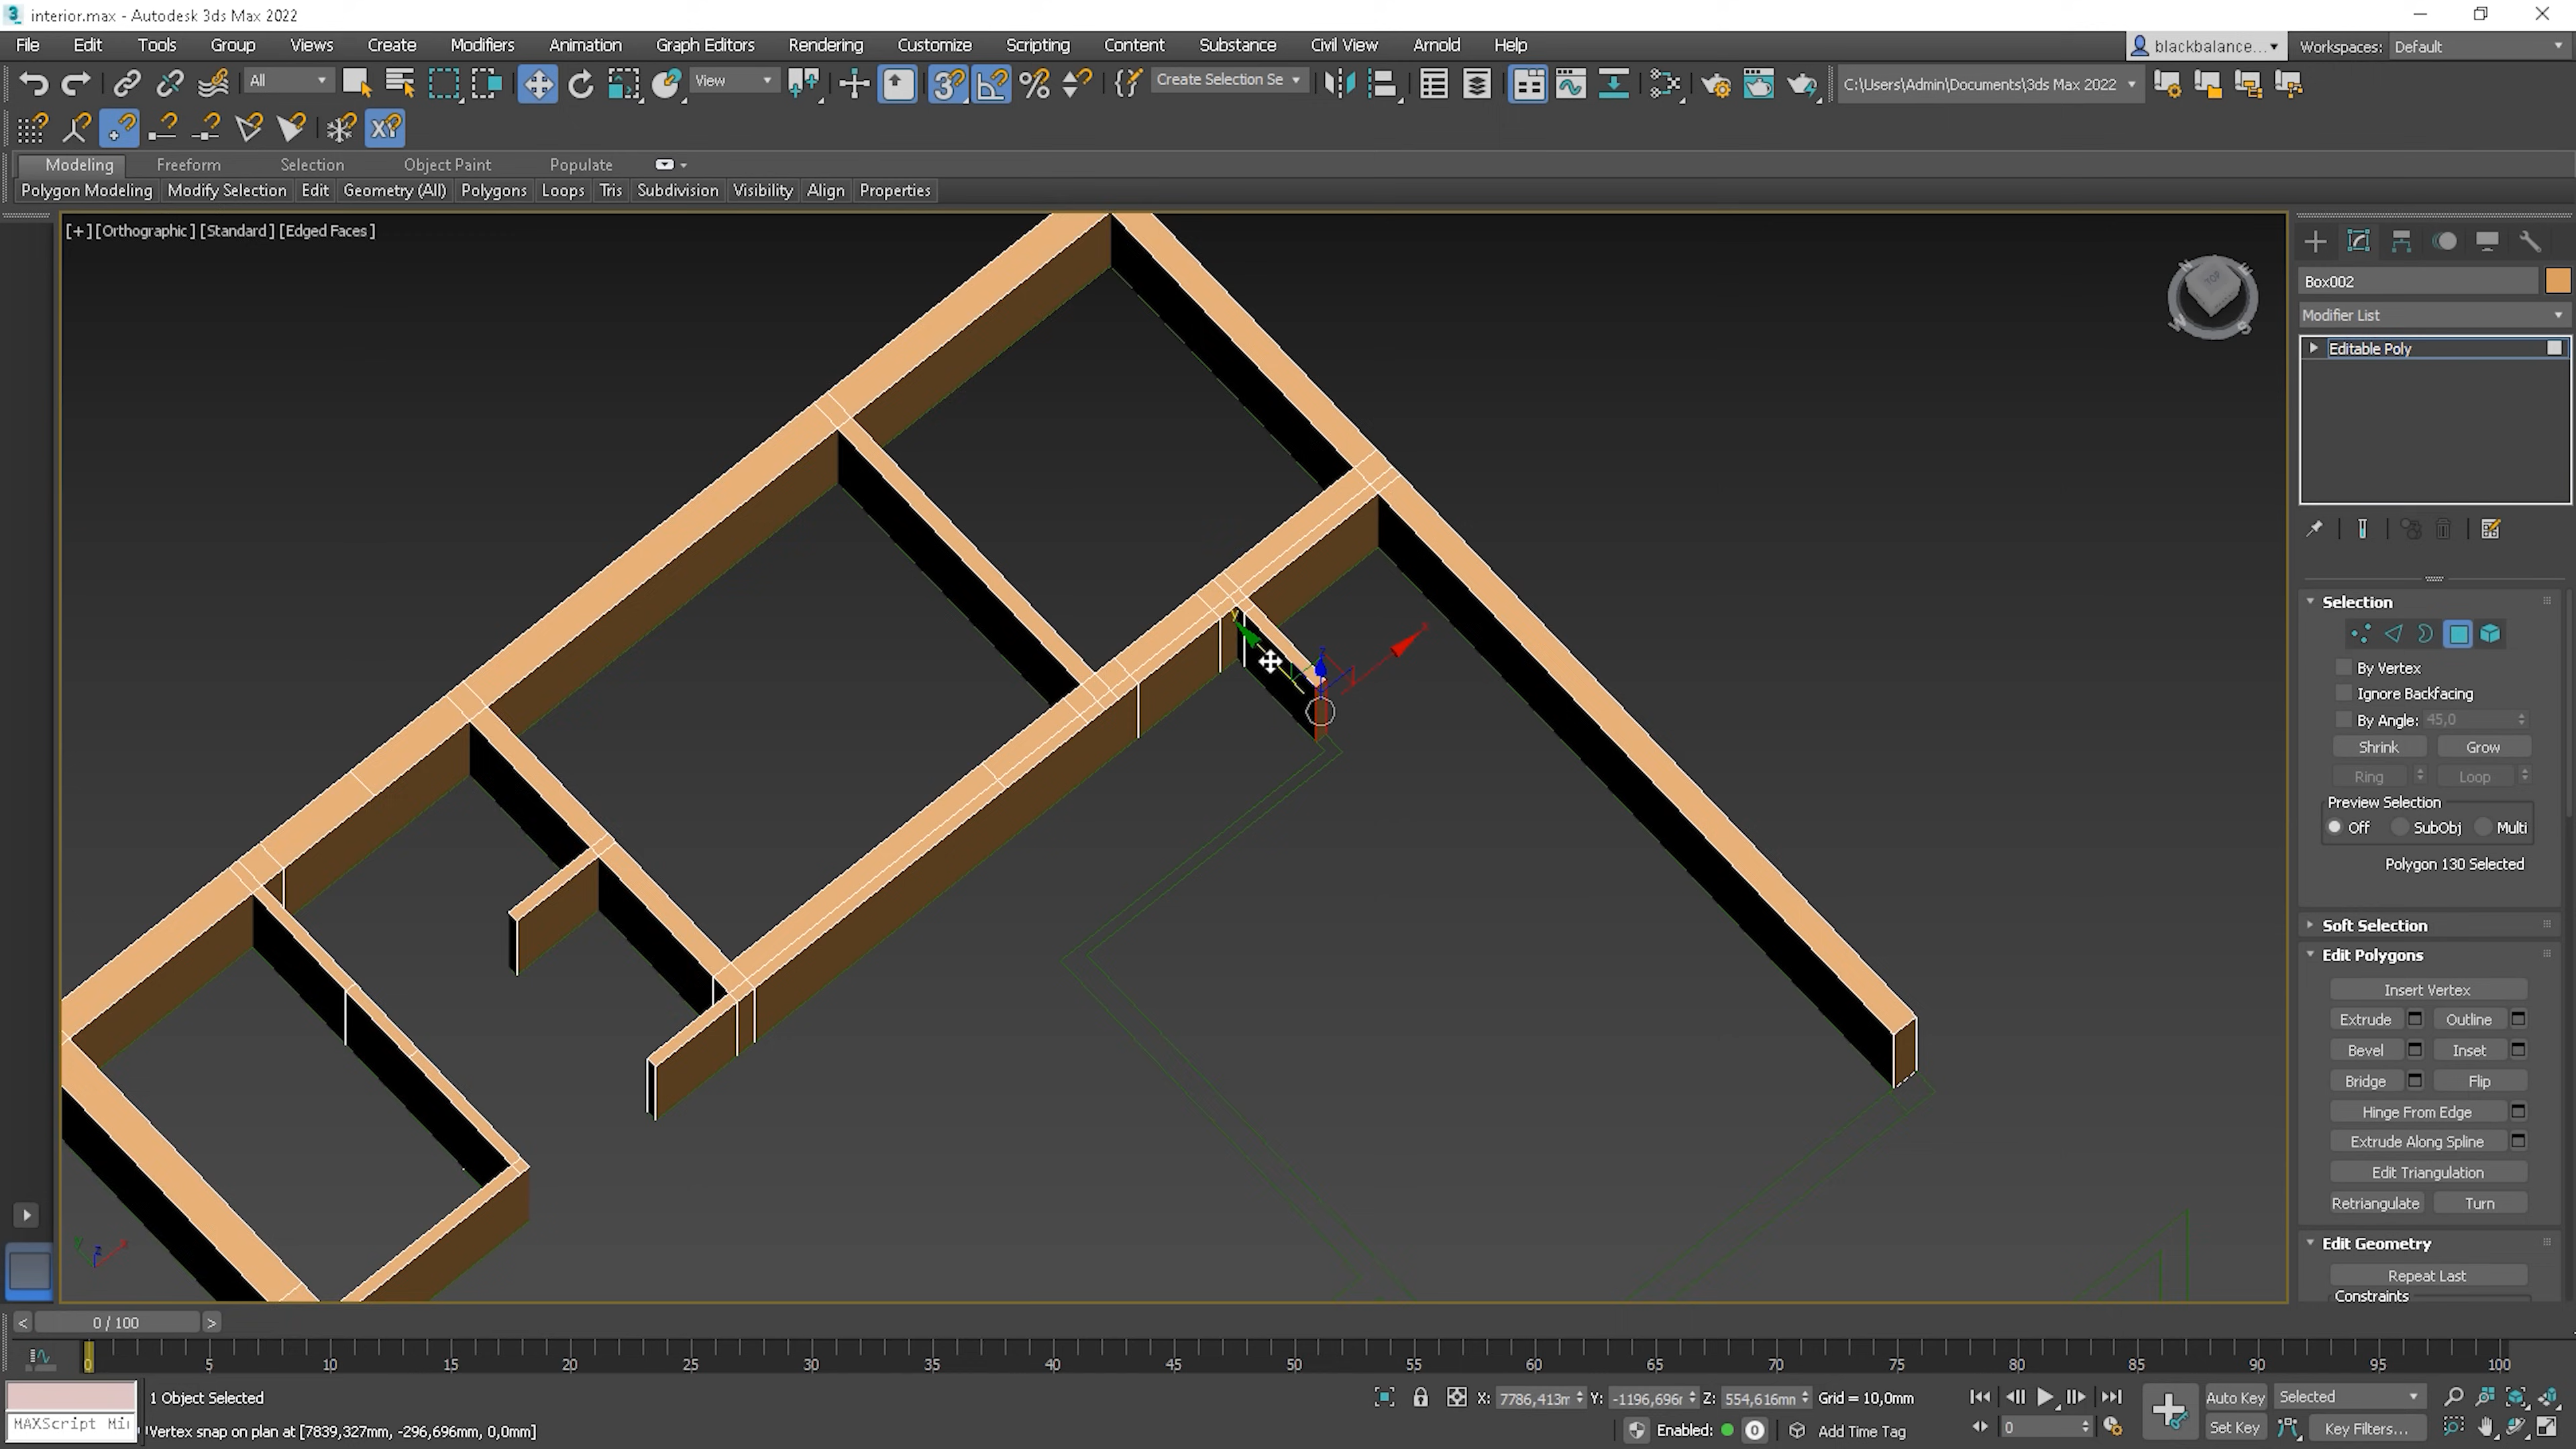 interior.max - Autodesk 3ds Max 2022
File Edit Tools Group Views Create Modifiers Animation Graph Editors Rendering Customize Scripting Content Substance Civil View Arnold Help blackbalance... Workspaces: Default
All View Create Selection Se C:\Users\Admin\Documents\3ds Max 2022
XY
Modeling Freeform Selection Object Paint Populate
Polygon Modeling Modify Selection Edit Geometry (All) Polygons Loops Tris Subdivision Visibility Align Properties
[+] [Orthographic] [Standard] [Edged Faces]
N E
TOP
W S
Box002
Modifier List
Editable Poly
Selection
By Vertex
Ignore Backfacing
By Angle: 45,0
Shrink Grow
Ring Loop
Preview Selection
Off SubObj Multi
Polygon 130 Selected
Soft Selection
Edit Polygons
Insert Vertex
Extrude Outline
Bevel Inset
Bridge Flip
Hinge From Edge
Extrude Along Spline
Edit Triangulation
Retriangulate Turn
Edit Geometry
Repeat Last
Constraints
y z x
y z x
< 0 / 100 >
0 5 10 15 20 25 30 35 40 45 50 55 60 65 70 75 80 85 90 95 100
1 Object Selected X: 7786,413m Y: -1196,696m Z: 554,616mm Grid = 10,0mm Auto Key Selected
MAXScript Mi Vertex snap on plan at [7839,327mm, -296,696mm, 0,0mm] Enabled: 0 Add Time Tag 0 Set Key Key Filters...